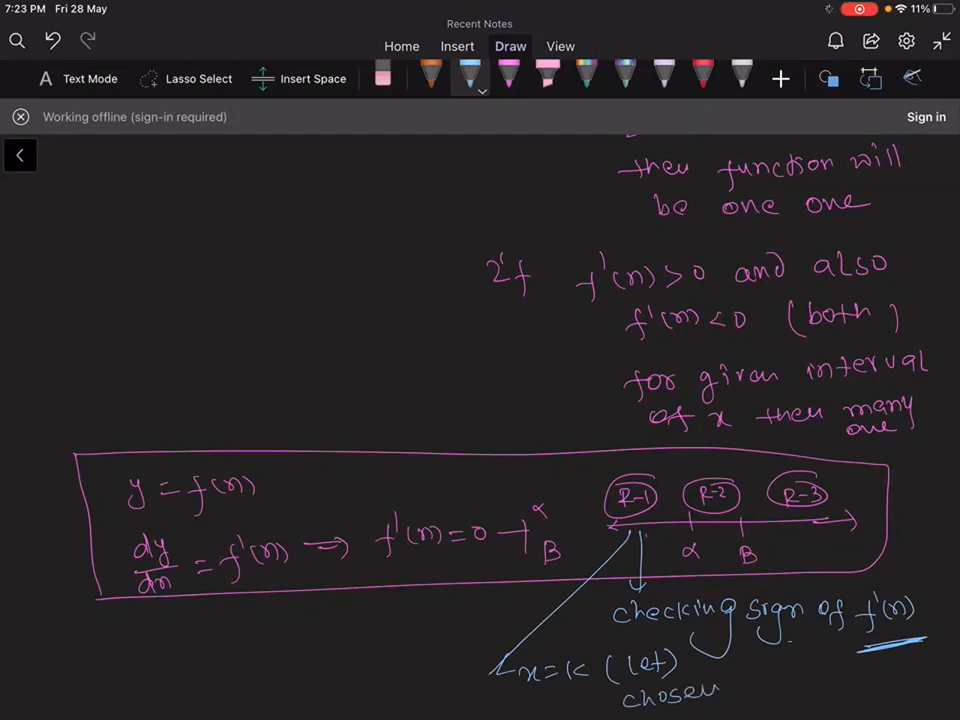 7:23 PM Fri 28 May
11%
Recent Notes
Home Insert Draw View
Text Mode Lasso Select Insert Space
Working offline (sign-in required) Sign in
then function will
be one one
If f'(n) > 0 and also
f'(n) < 0 (both)
for given interval
of x then many
one
y = f(n)
dy/dn = f'(n) ⇒ f'(n) = 0 α B
R-1 R-2 R-3
α B
checking sign of f'(n)
x = K (let)
chosen